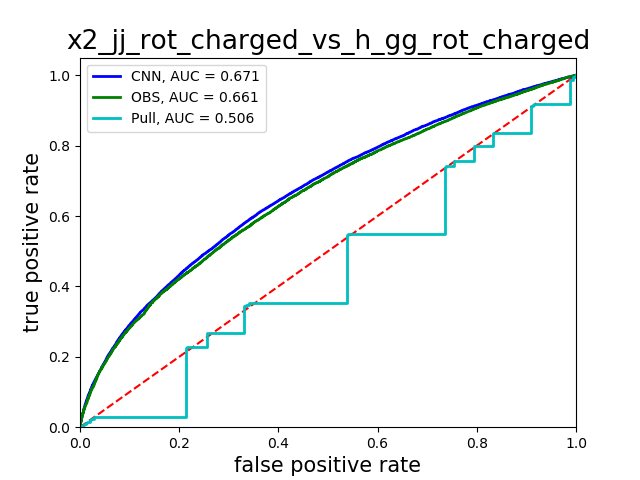 x2_jj_rot_charged_vs_h_gg_rot_charged
CNN, AUC = 0.671
OBS, AUC = 0.661
Pull, AUC = 0.506
true positive rate
1.0
0.8
0.6
0.4
0.2
0.0
0.0 0.2 0.4 0.6 0.8 1.0
false positive rate